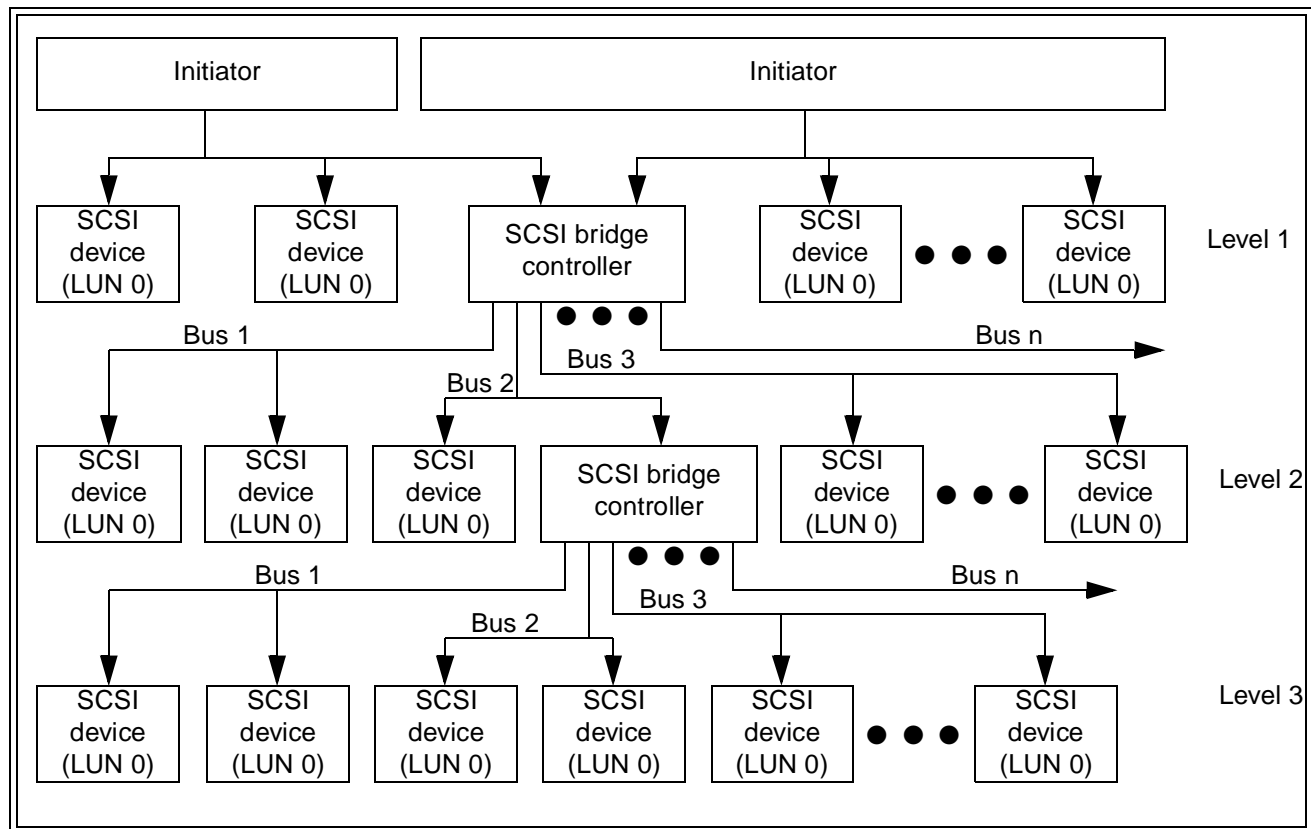 Initiator
Initiator
SCSI
device
(LUN 0)
SCSI
device
(LUN 0)
SCSI bridge
controller
SCSI
device
(LUN 0)
SCSI
device
(LUN 0)
Level 1
Bus 1
Bus 2
Bus 3
Bus n
SCSI
device
(LUN 0)
SCSI
device
(LUN 0)
SCSI
device
(LUN 0)
SCSI bridge
controller
SCSI
device
(LUN 0)
SCSI
device
(LUN 0)
Level 2
Bus 1
Bus 2
Bus 3
Bus n
SCSI
device
(LUN 0)
SCSI
device
(LUN 0)
SCSI
device
(LUN 0)
SCSI
device
(LUN 0)
SCSI
device
(LUN 0)
SCSI
device
(LUN 0)
Level 3